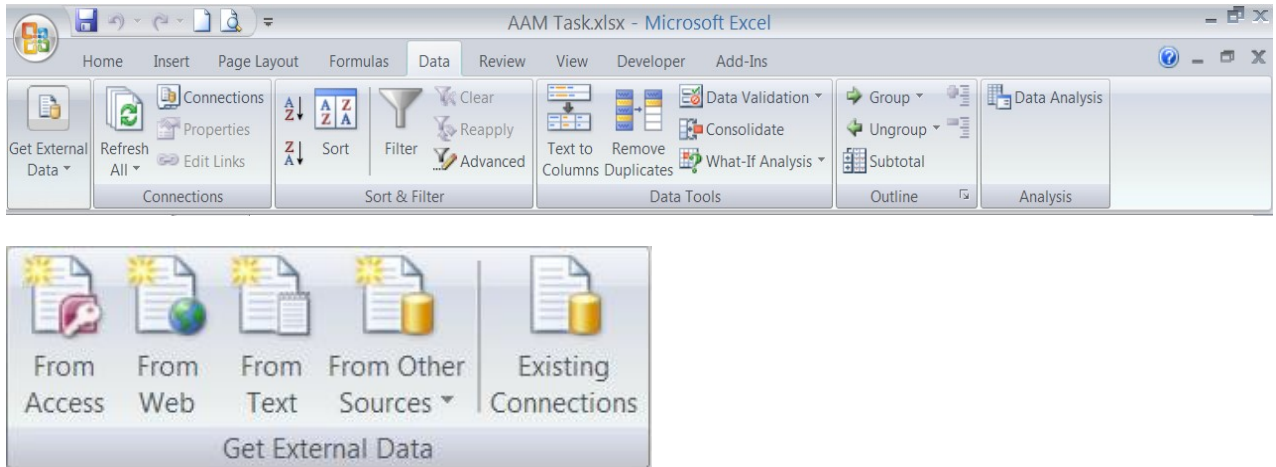 AAM Task.xlsx - Microsoft Excel
Home Insert Page Layout Formulas Data Review View Developer Add-Ins
Get External Data
Refresh All
Connections
Properties
Edit Links
Connections
A Z
Z A
A Z Z A
Sort
Filter
Clear
Reapply
Advanced
Sort & Filter
Text to Columns
Remove Duplicates
Data Validation
Consolidate
What-If Analysis
Data Tools
Group
Ungroup
Subtotal
Outline
Data Analysis
Analysis
From Access
From Web
From Text
From Other Sources
Existing Connections
Get External Data